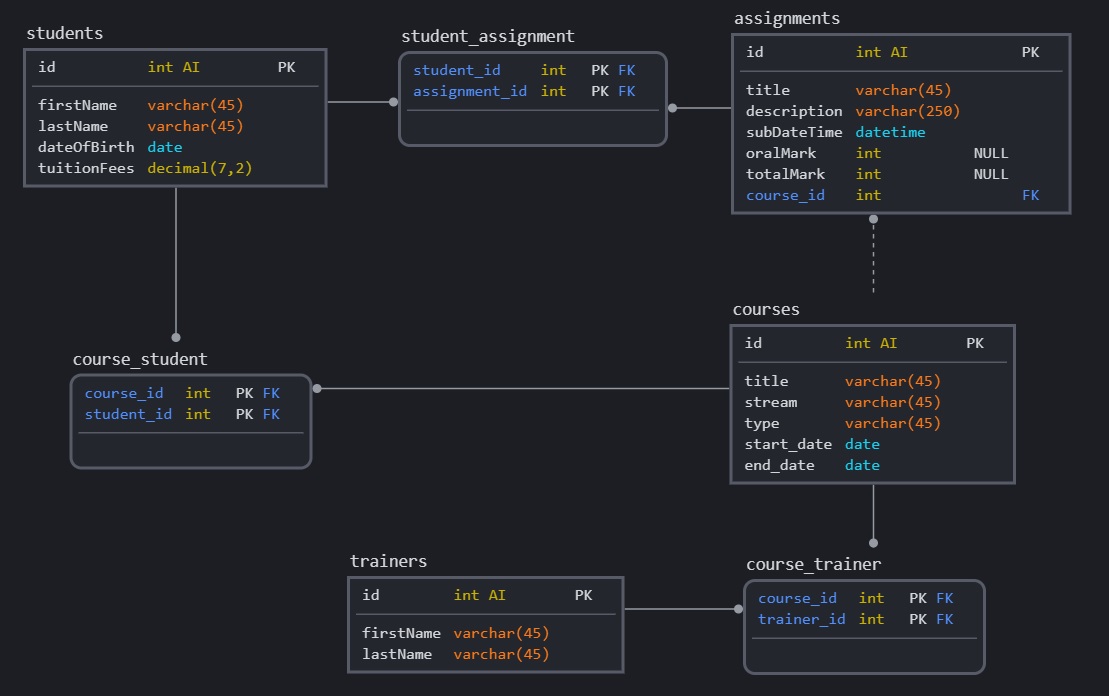 students
id int AI PK
firstName varchar(45)
lastName varchar(45)
dateOfBirth date
tuitionFees decimal(7,2)
student_assignment
student_id int PK FK
assignment_id int PK FK
assignments
id int AI PK
title varchar(45)
description varchar(250)
subDateTime datetime
oralMark int NULL
totalMark int NULL
course_id int FK
course_student
course_id int PK FK
student_id int PK FK
courses
id int AI PK
title varchar(45)
stream varchar(45)
type varchar(45)
start_date date
end_date date
trainers
id int AI PK
firstName varchar(45)
lastName varchar(45)
course_trainer
course_id int PK FK
trainer_id int PK FK